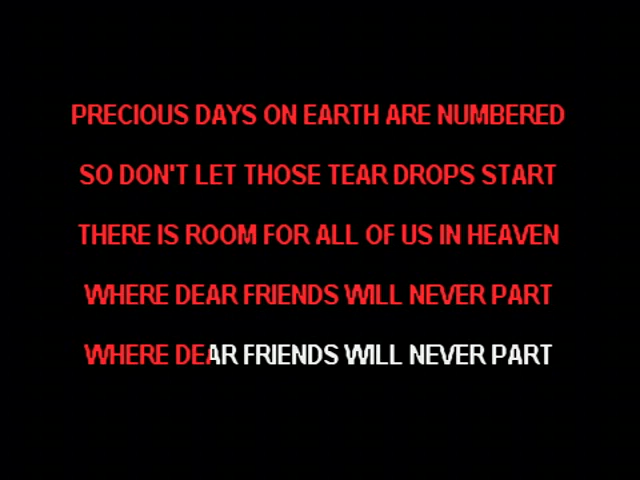 PRECIOUS DAYS ON EARTH ARE NUMBERED
SO DON'T LET THOSE TEAR DROPS START
THERE IS ROOM FOR ALL OF US IN HEAVEN
WHERE DEAR FRIENDS WILL NEVER PART
WHERE DEAR FRIENDS WILL NEVER PART